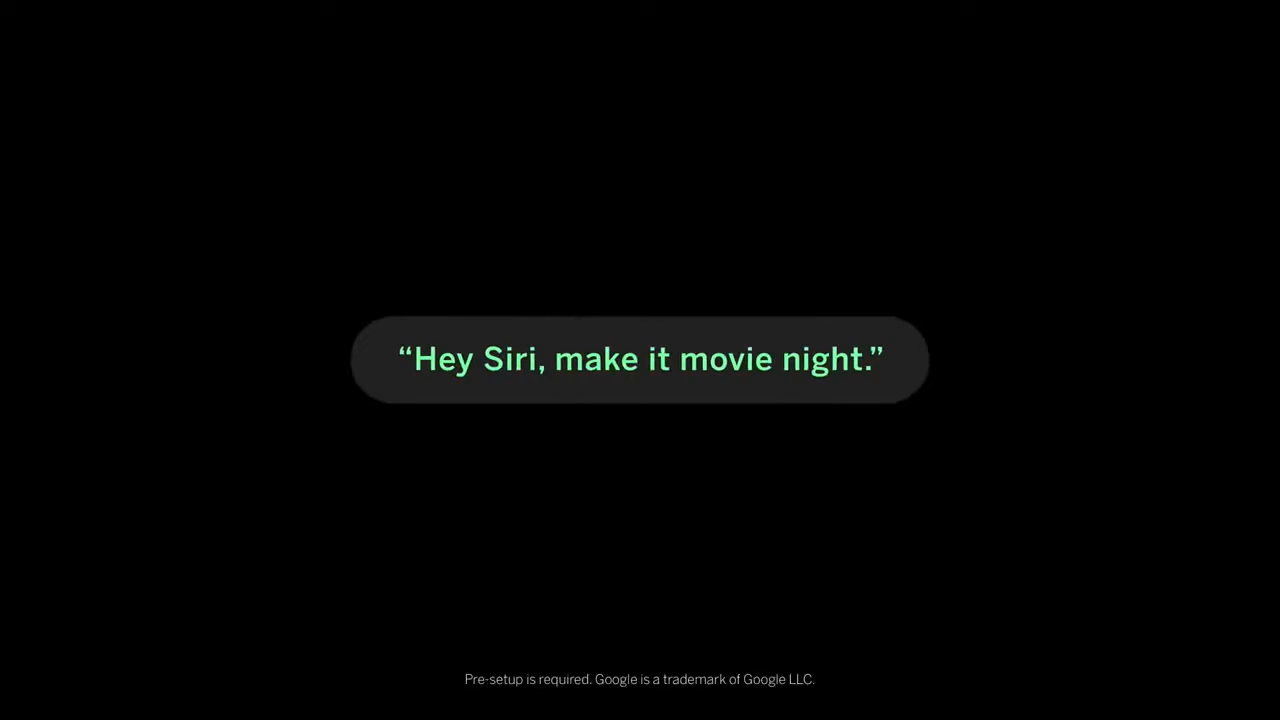 “Hey Siri, make it movie night.”
Pre-setup is required. Google is a trademark of Google LLC.